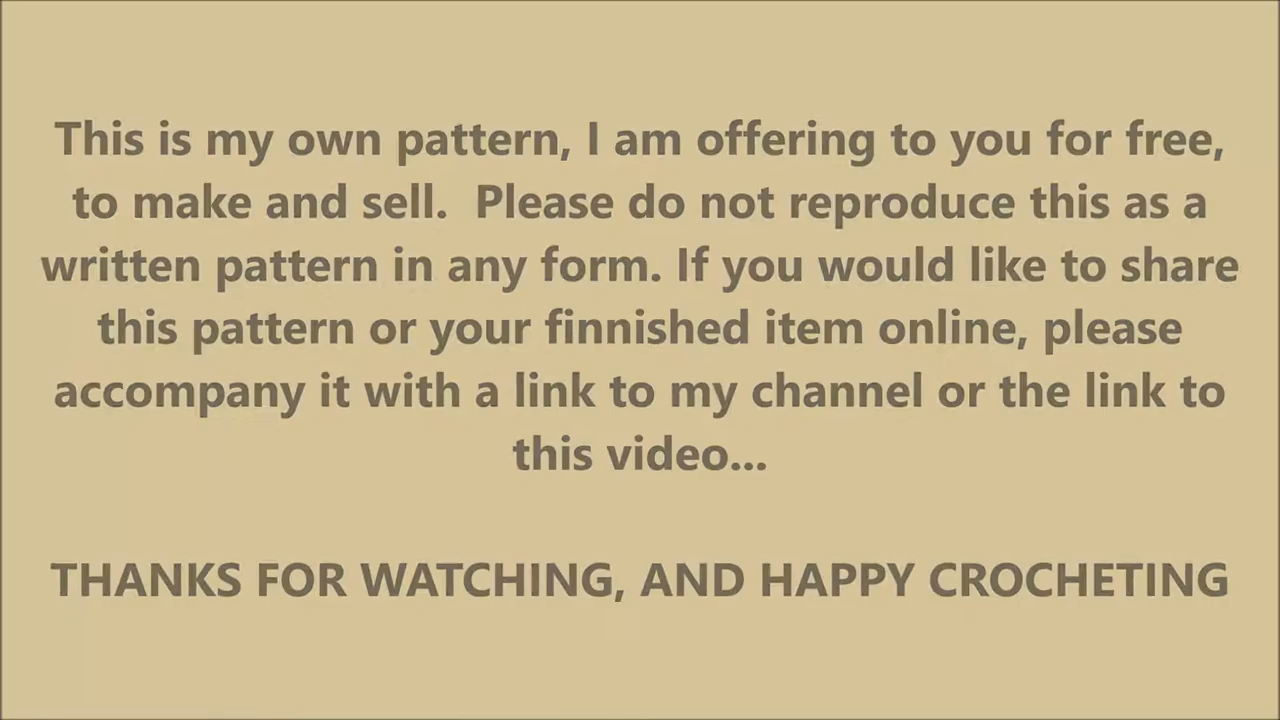 This is my own pattern, I am offering to you for free,
to make and sell.  Please do not reproduce this as a
written pattern in any form. If you would like to share
this pattern or your finnished item online, please
accompany it with a link to my channel or the link to
this video...
THANKS FOR WATCHING, AND HAPPY CROCHETING